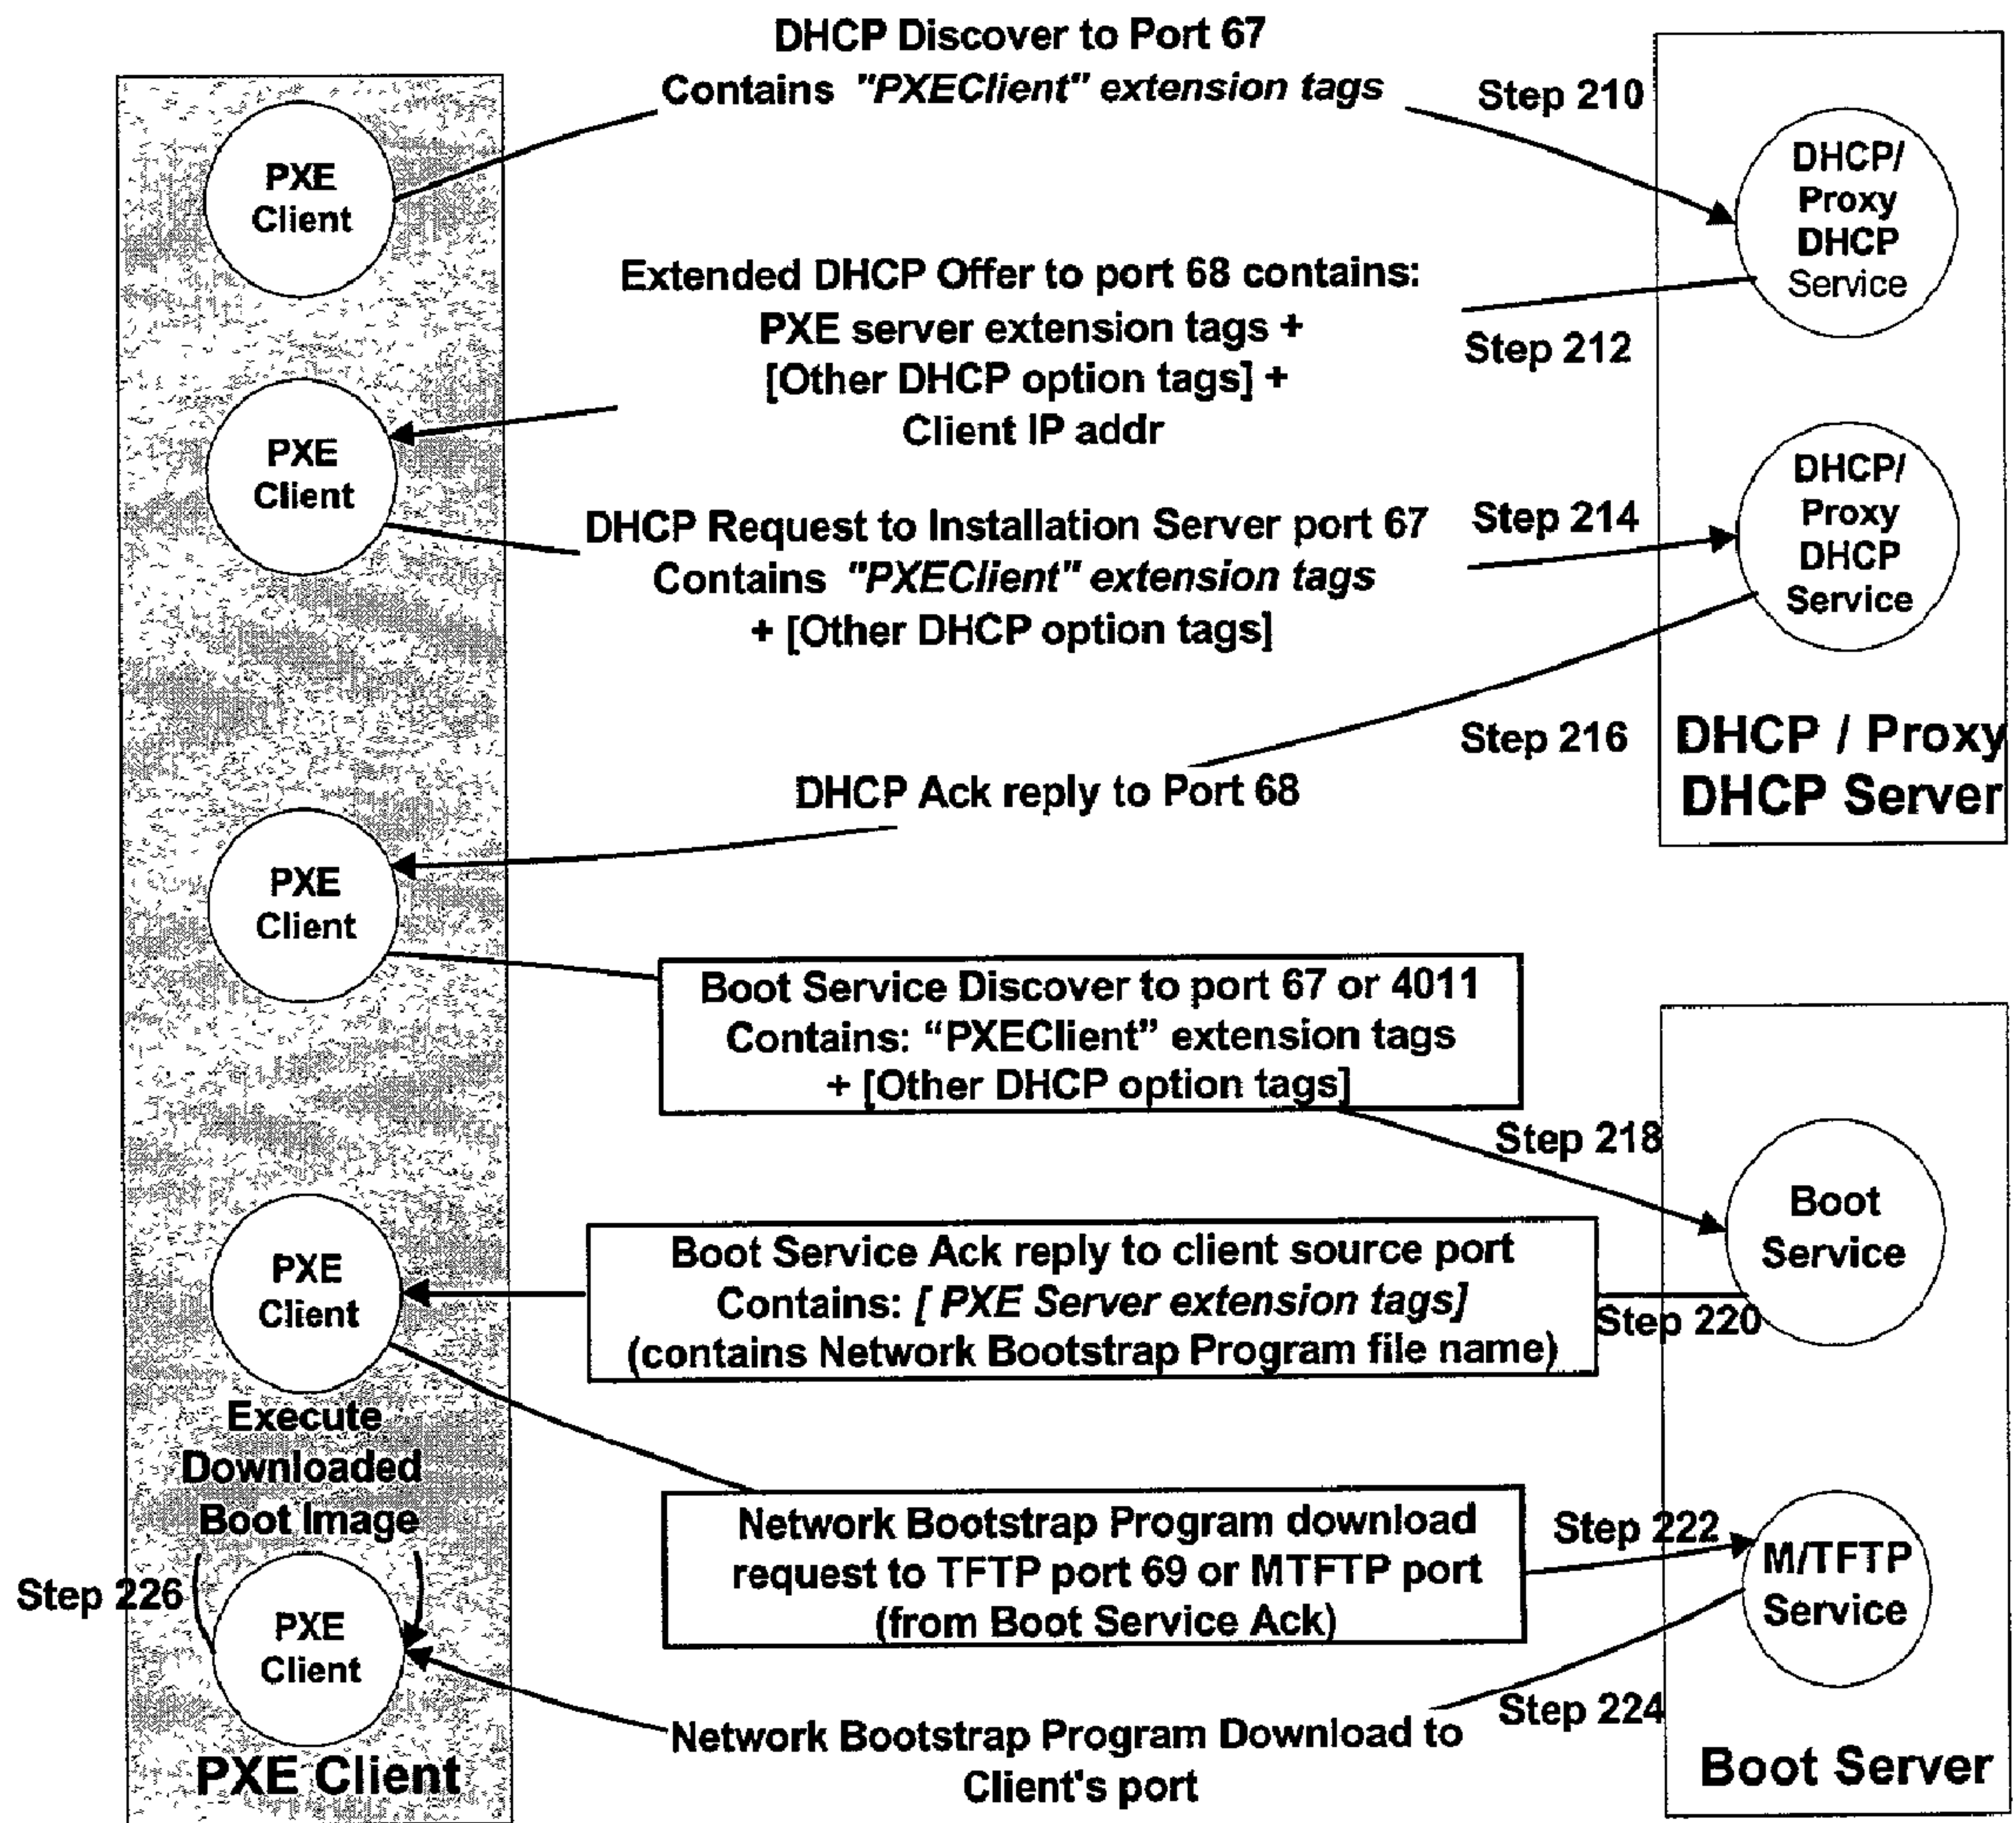 DHCP Discover to Port 67
Contains "PXEClient" extension tags
Step 210
PXE
Client
DHCP/
Proxy
DHCP
Service
Extended DHCP Offer to port 68 contains:
PXE server extension tags +
[Other DHCP option tags] +
Client IP addr
Step 212
PXE
Client
DHCP Request to Installation Server port 67
Contains "PXEClient" extension tags
+ [Other DHCP option tags]
Step 214
DHCP/
Proxy
DHCP
Service
Step 216
DHCP / Proxy
DHCP Server
DHCP Ack reply to Port 68
PXE
Client
Boot Service Discover to port 67 or 4011
Contains: “PXEClient” extension tags
+ [Other DHCP option tags]
Step 218
Boot
Service
PXE
Client
Boot Service Ack reply to client source port
Contains: [ PXE Server extension tags]
(contains Network Bootstrap Program file name)
Step 220
Execute
Downloaded
Boot Image
Network Bootstrap Program download
request to TFTP port 69 or MTFTP port
(from Boot Service Ack)
Step 222
M/TFTP
Service
Step 226
PXE
Client
Step 224
Network Bootstrap Program Download to
Client's port
PXE Client
Boot Server